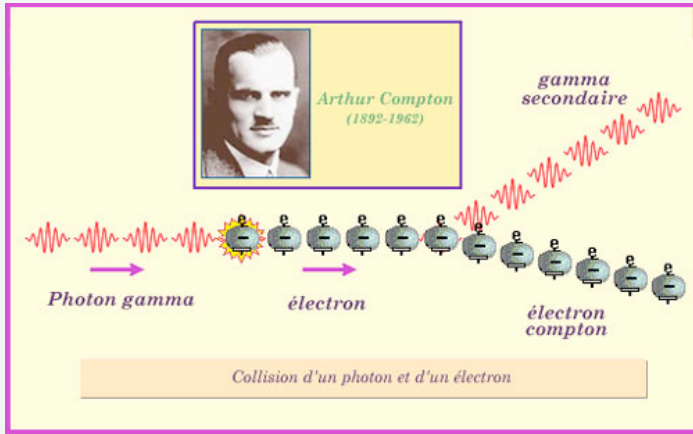 Arthur Compton
(1892-1962)
gamma
secondaire
e e e e e e e e e e e e
Photon gamma
électron
électron
compton
Collision d'un photon et d'un électron